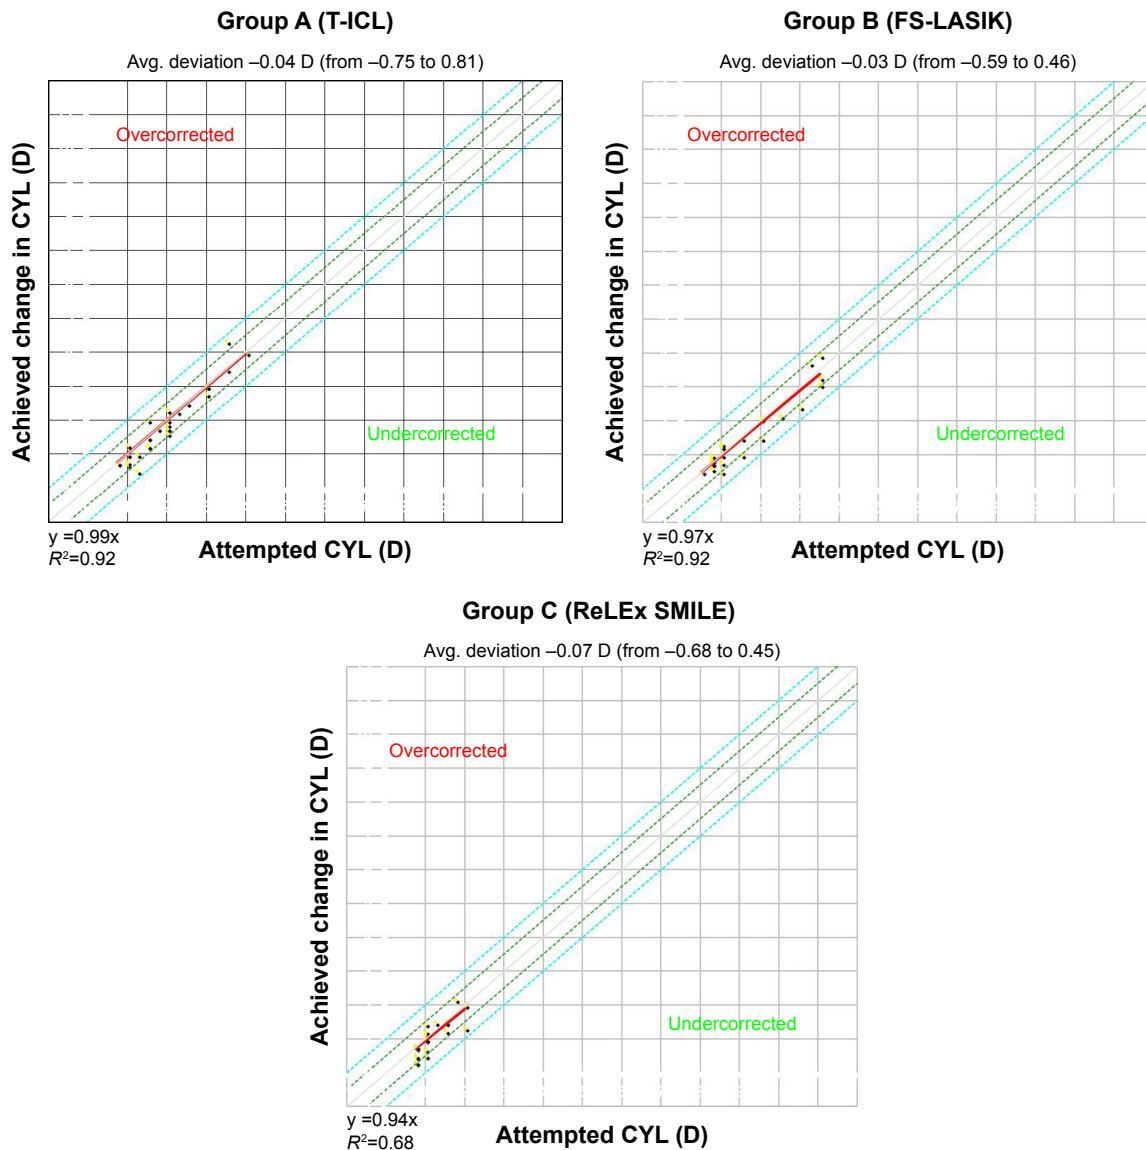 Group A (T-ICL)
Avg. deviation –0.04 D (from –0.75 to 0.81)
Overcorrected
Achieved change in CYL (D)
Undercorrected
y =0.99x
R²=0.92
Attempted CYL (D)
Group B (FS-LASIK)
Avg. deviation –0.03 D (from –0.59 to 0.46)
Overcorrected
Achieved change in CYL (D)
Undercorrected
y =0.97x
R²=0.92
Attempted CYL (D)
Group C (ReLEx SMILE)
Avg. deviation –0.07 D (from –0.68 to 0.45)
Overcorrected
Achieved change in CYL (D)
Undercorrected
y =0.94x
R²=0.68
Attempted CYL (D)